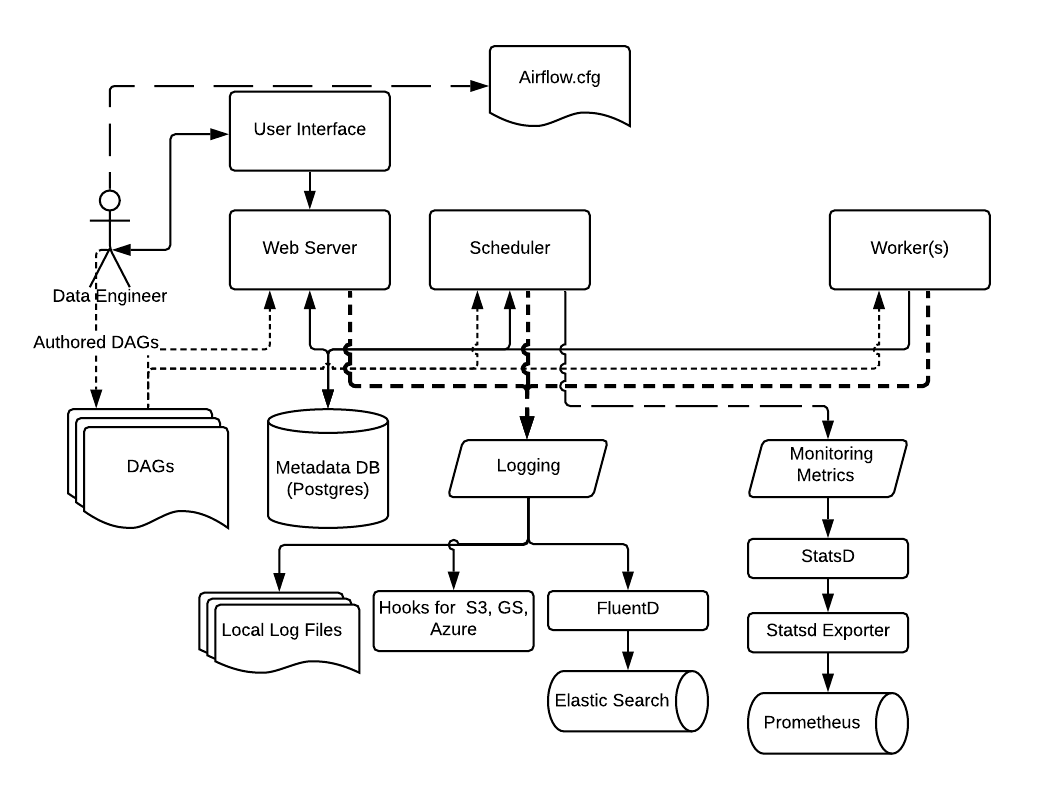 Airflow.cfg
User Interface
Web Server
Scheduler
Worker(s)
Data Engineer
Authored DAGs
DAGs
Metadata DB
(Postgres)
Logging
Monitoring
Metrics
StatsD
Hooks for  S3, GS,
Azure
FluentD
Local Log Files
Statsd Exporter
Elastic Search
Prometheus